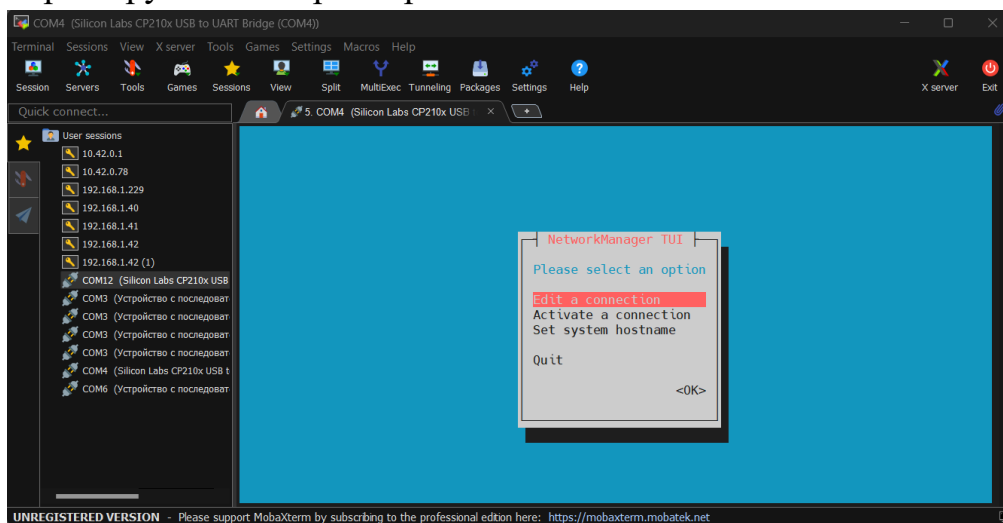 COM4 (Silicon Labs CP210x USB to UART Bridge (COM4))
Terminal Sessions View X server Tools Games Settings Macros Help
Session Servers Tools Games Sessions View Split MultiExec Tunneling Packages Settings Help X server Exit
Quick connect...
5. COM4 (Silicon Labs CP210x USB
User sessions
10.42.0.1
10.42.0.78
192.168.1.229
192.168.1.40
192.168.1.41
192.168.1.42
192.168.1.42 (1)
COM12 (Silicon Labs CP210x USB
COM3 (Устройство с последоват
COM3 (Устройство с последоват
COM3 (Устройство с последоват
COM3 (Устройство с последоват
COM4 (Silicon Labs CP210x USB t
COM6 (Устройство с последоват
NetworkManager TUI
Please select an option
Edit a connection
Activate a connection
Set system hostname
Quit
<OK>
UNREGISTERED VERSION - Please support MobaXterm by subscribing to the professional edition here: https://mobaxterm.mobatek.net